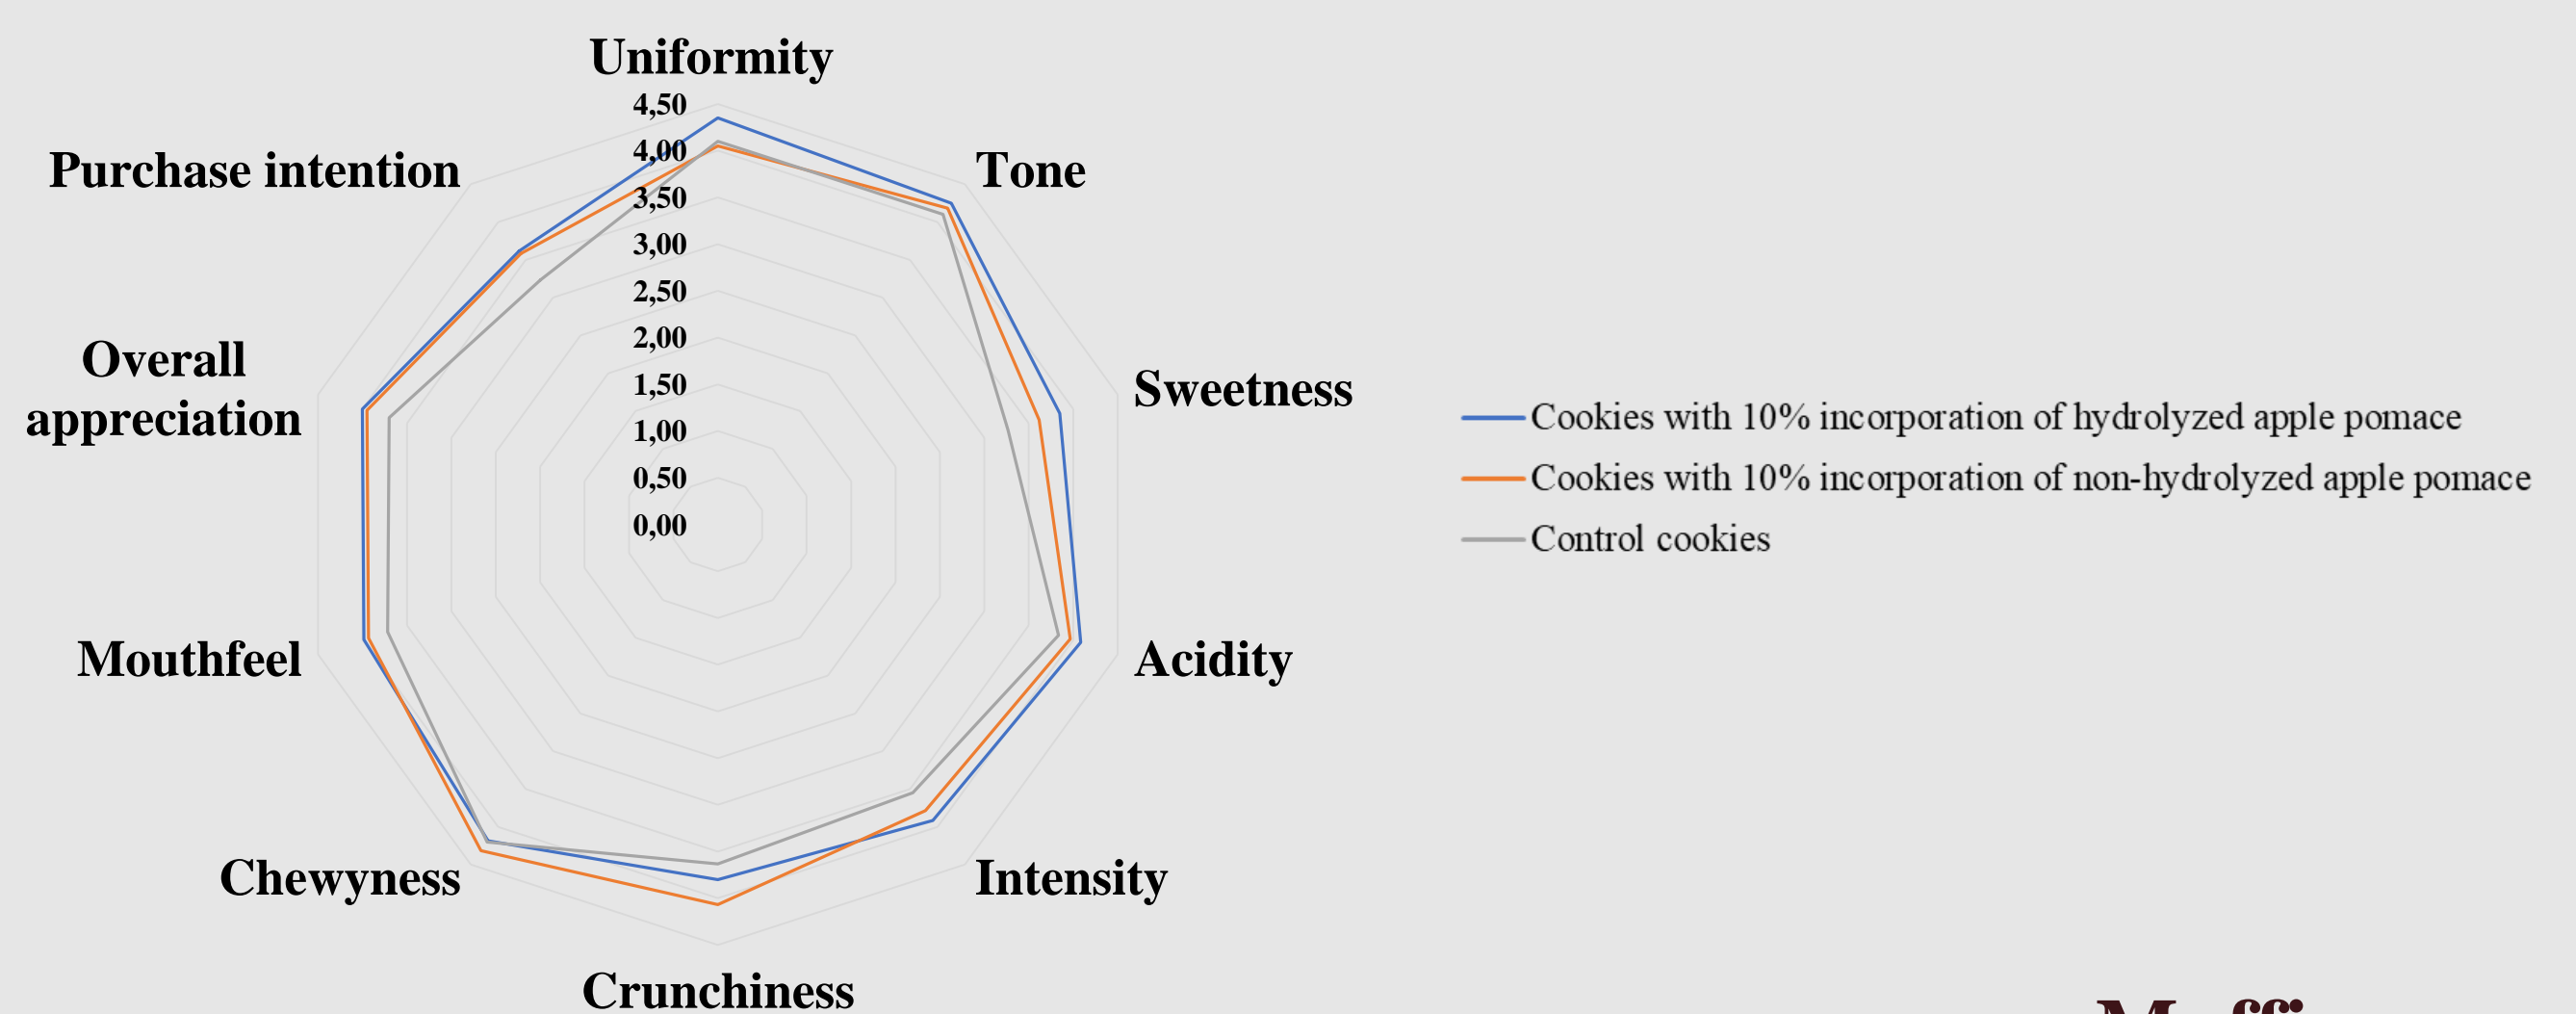 Uniformity
4,50
4,00
3,50
3,00
2,50
2,00
1,50
1,00
0,50
0,00
Tone
Sweetness
Acidity
Intensity
Crunchiness
Chewyness
Mouthfeel
Overall
appreciation
Purchase intention
Cookies with 10% incorporation of hydrolyzed apple pomace
Cookies with 10% incorporation of non-hydrolyzed apple pomace
Control cookies